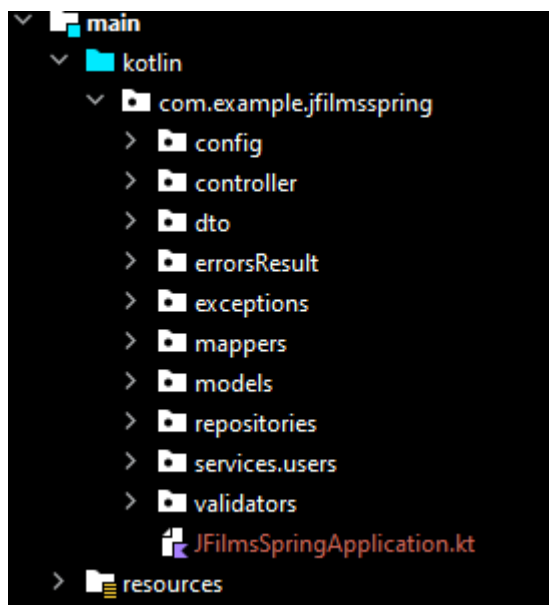 main
kotlin
com.example.jfilmsspring
config
controller
dto
errorsResult
exceptions
mappers
models
repositories
services.users
validators
JFilmsSpringApplication.kt
resources